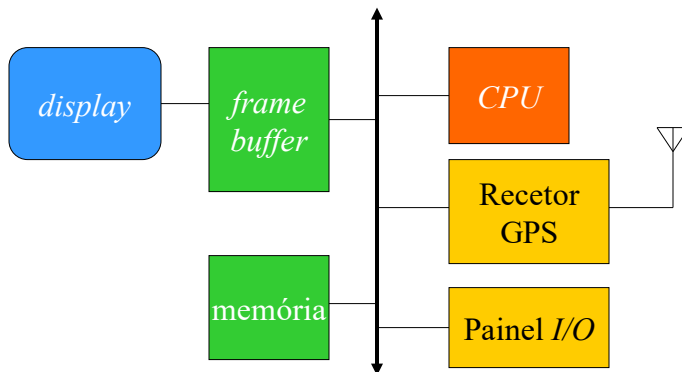 display
frame
buffer
CPU
Recetor
GPS
memória
Painel I/O